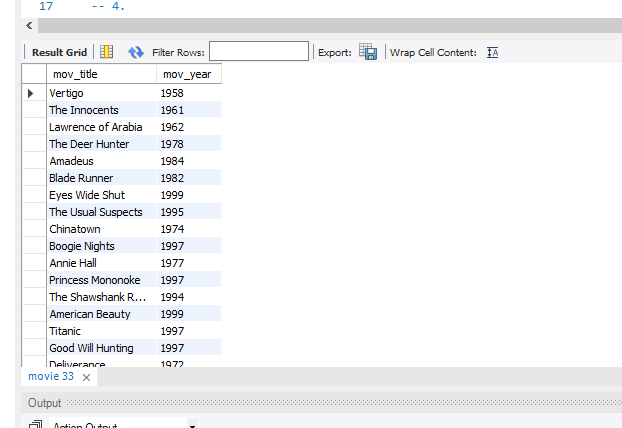 17 -- 4.
Result Grid Filter Rows: Export: Wrap Cell Content: IA
mov_title mov_year
Vertigo 1958
The Innocents 1961
Lawrence of Arabia 1962
The Deer Hunter 1978
Amadeus 1984
Blade Runner 1982
Eyes Wide Shut 1999
The Usual Suspects 1995
Chinatown 1974
Boogie Nights 1997
Annie Hall 1977
Princess Mononoke 1997
The Shawshank R... 1994
American Beauty 1999
Titanic 1997
Good Will Hunting 1997
Deliverance 1972
movie 33
Output
Action Output